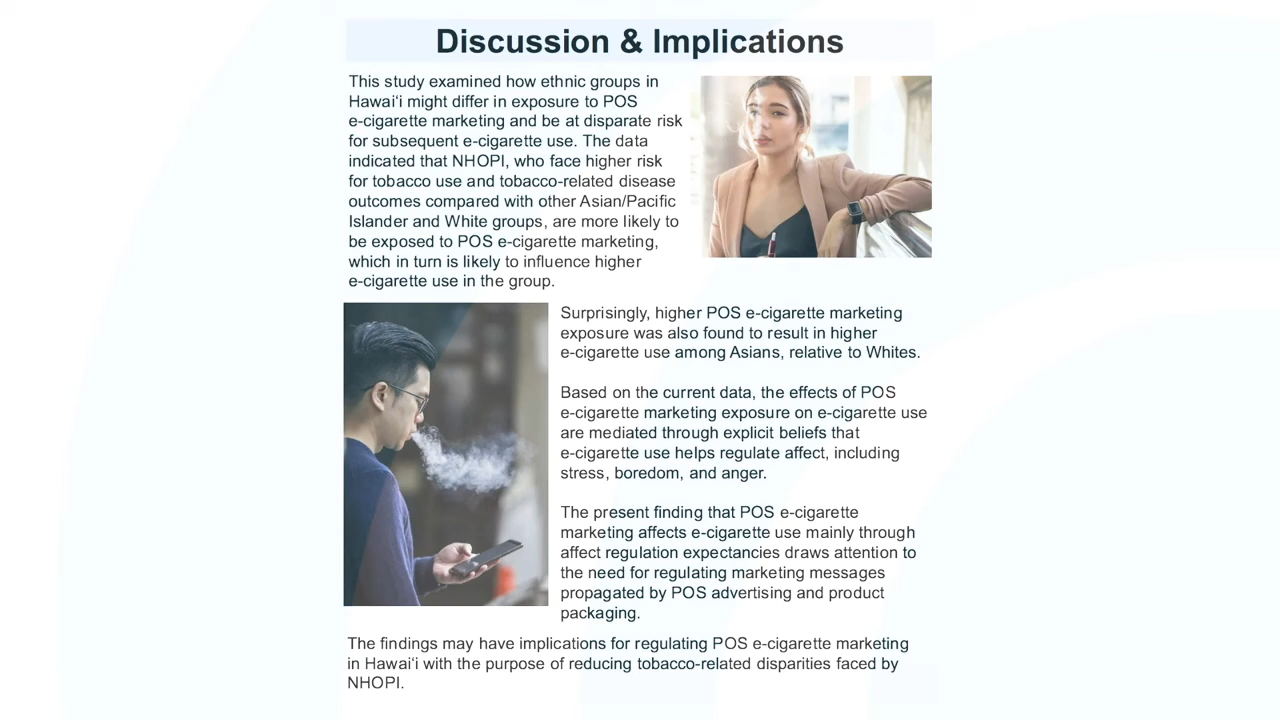 Discussion & Implications
This study examined how ethnic groups in
Hawaiʻi might differ in exposure to POS
e-cigarette marketing and be at disparate risk
for subsequent e-cigarette use. The data
indicated that NHOPI, who face higher risk
for tobacco use and tobacco-related disease
outcomes compared with other Asian/Pacific
Islander and White groups, are more likely to
be exposed to POS e-cigarette marketing,
which in turn is likely to influence higher
e-cigarette use in the group.
Surprisingly, higher POS e-cigarette marketing
exposure was also found to result in higher
e-cigarette use among Asians, relative to Whites.
Based on the current data, the effects of POS
e-cigarette marketing exposure on e-cigarette use
are mediated through explicit beliefs that
e-cigarette use helps regulate affect, including
stress, boredom, and anger.
The present finding that POS e-cigarette
marketing affects e-cigarette use mainly through
affect regulation expectancies draws attention to
the need for regulating marketing messages
propagated by POS advertising and product
packaging.
The findings may have implications for regulating POS e-cigarette marketing
in Hawaiʻi with the purpose of reducing tobacco-related disparities faced by
NHOPI.